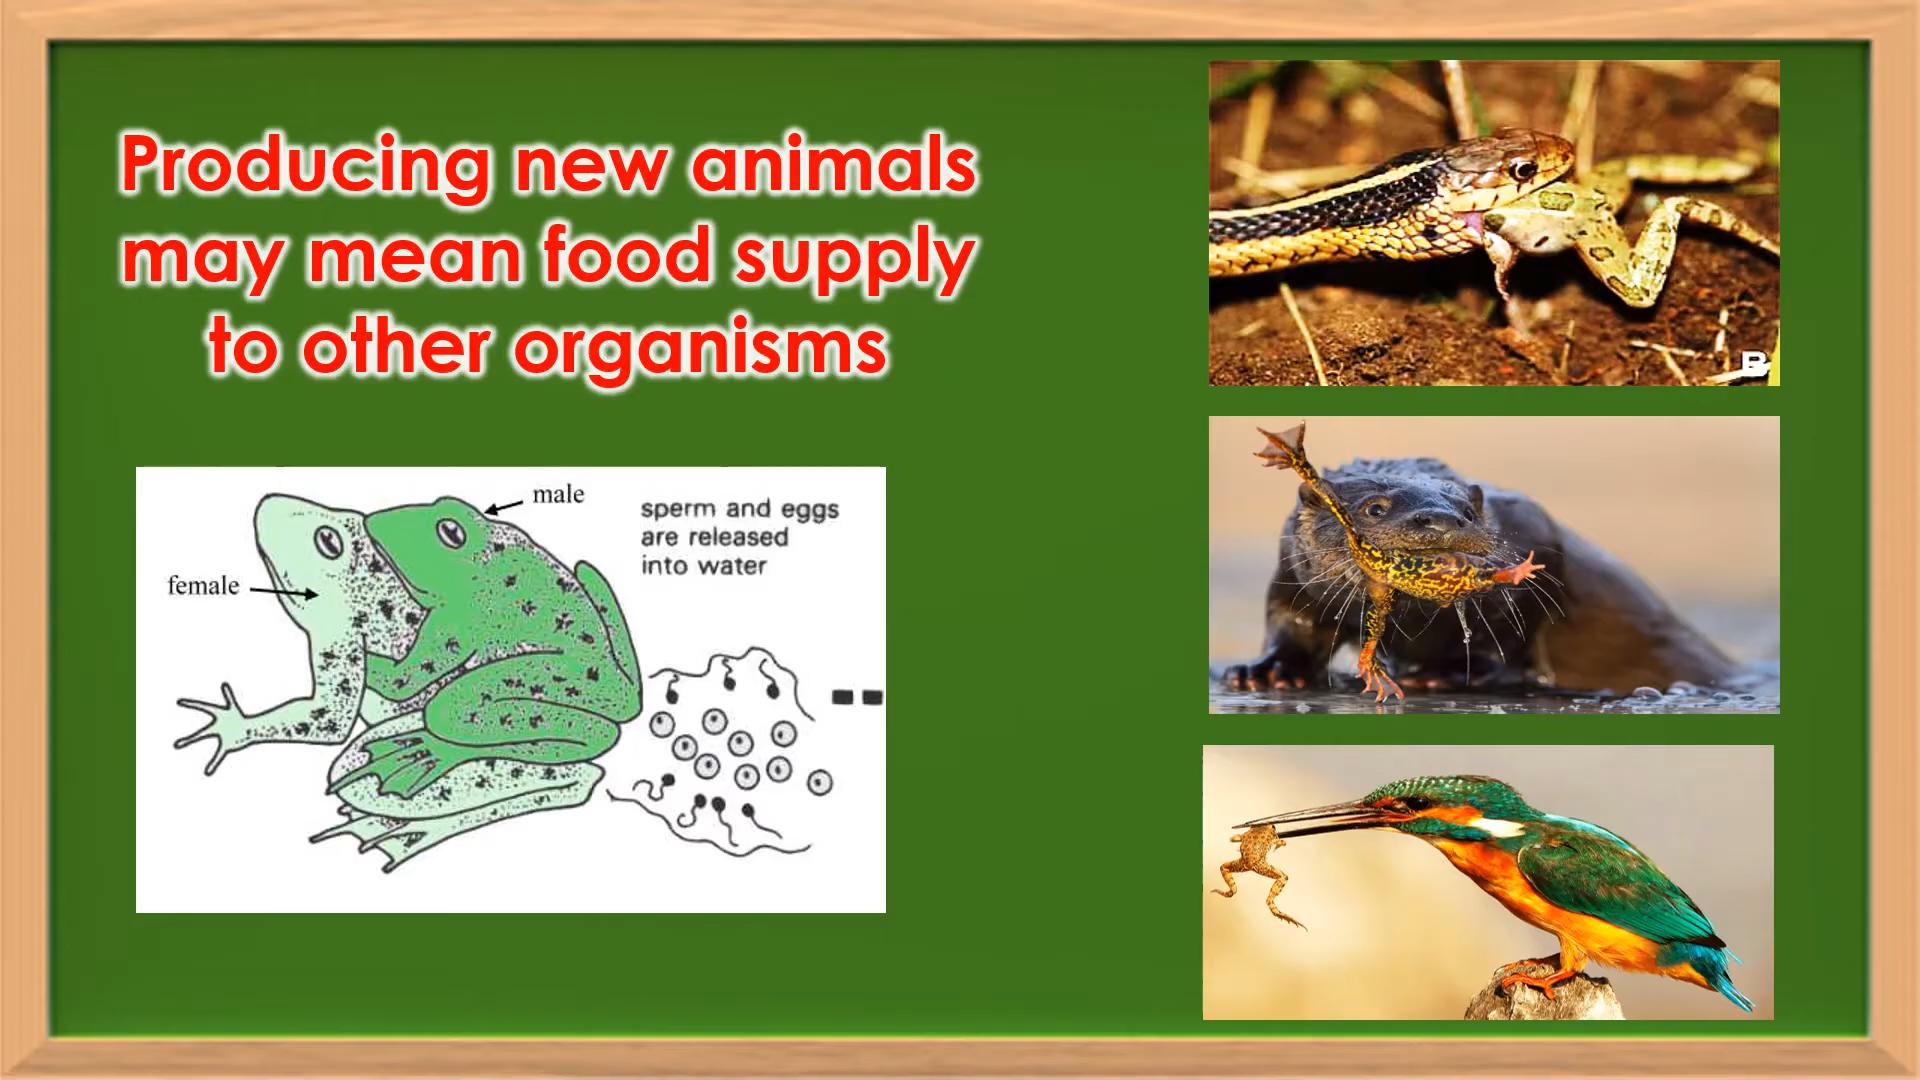 Producing new animals
may mean food supply
to other organisms
male
sperm and eggs
are released
into water
female
B